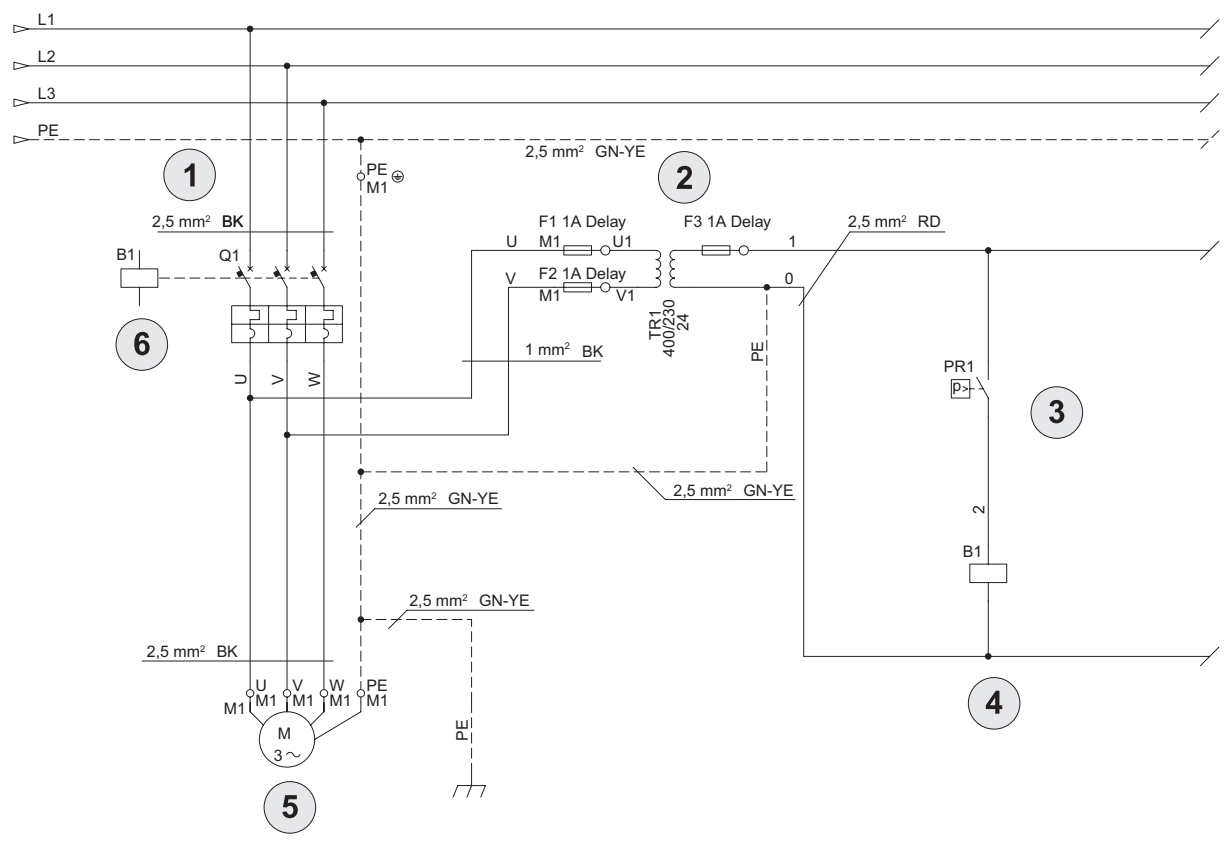 L1
L2
L3
PE
2,5 mm² GN-YE
PE
M1
1
2
2,5 mm² BK
F1 1A Delay
F3 1A Delay
2,5 mm² RD
B1
Q1
U
M1
U1
1
F2 1A Delay
V
M1
V1
0
6
TR1
400/230
24
1 mm² BK
PE
U
V
W
PR1
p>
3
2,5 mm² GN-YE
2,5 mm² GN-YE
2
B1
2,5 mm² GN-YE
2,5 mm² BK
U
V
W
PE
M1
M1
M1
M1
M1
4
M
3~
PE
5